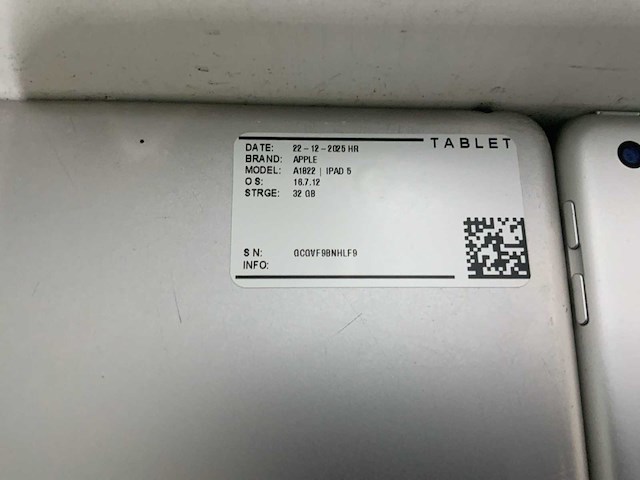 TABLET
DATE: 22-12-2025 HR
BRAND: APPLE
MODEL: A1822 | IPAD 5
OS: 16.7.12
STRGE: 32 GB
SN: GCGVF9BNHLF9
INFO: